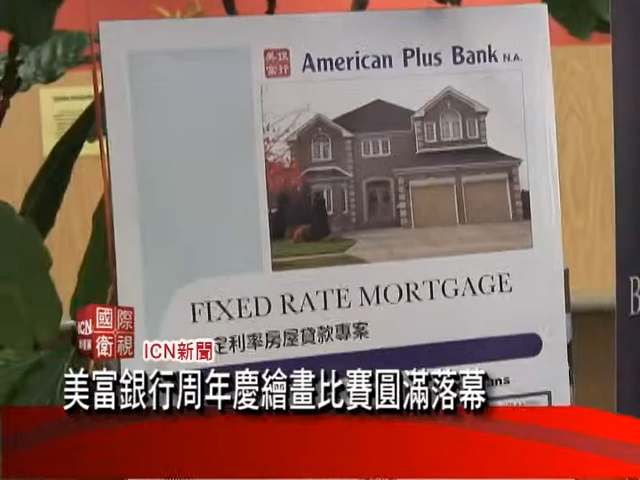 美富銀行
American Plus Bank N.A.
FIXED RATE MORTGAGE
定利率房屋貸款專案
ICN
國際
衛視
ICN新聞
美富銀行周年慶繪畫比賽圓滿落幕
B